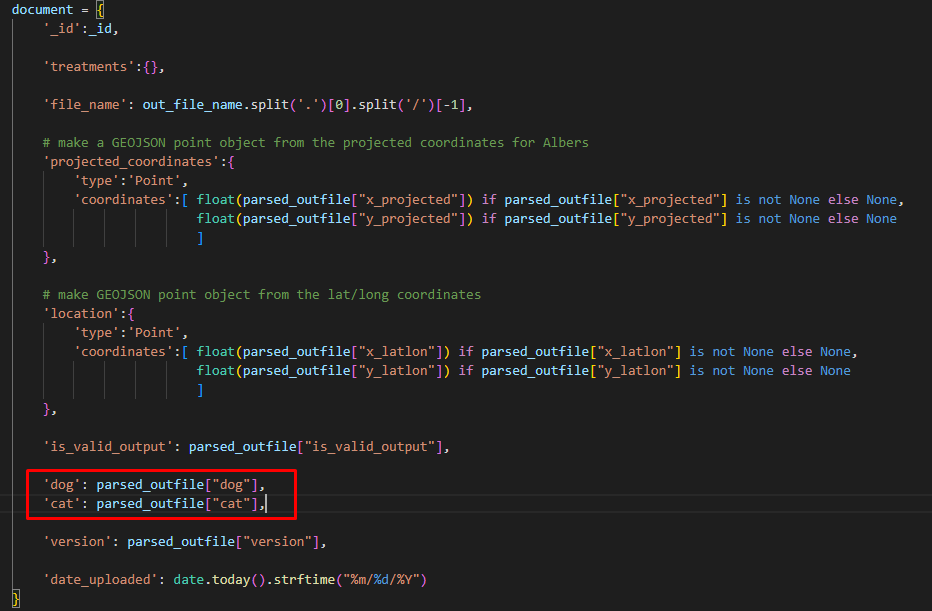 document = {
'_id':_id,
'treatments':{},
'file_name': out_file_name.split('.')[0].split('/')[-1],
# make a GEOJSON point object from the projected coordinates for Albers
'projected_coordinates':{
'type':'Point',
'coordinates':[ float(parsed_outfile["x_projected"]) if parsed_outfile["x_projected"] is not None else None,
float(parsed_outfile["y_projected"]) if parsed_outfile["y_projected"] is not None else None
]
},
# make GEOJSON point object from the lat/long coordinates
'location':{
'type':'Point',
'coordinates':[ float(parsed_outfile["x_latlon"]) if parsed_outfile["x_latlon"] is not None else None,
float(parsed_outfile["y_latlon"]) if parsed_outfile["y_latlon"] is not None else None
]
},
'is_valid_output': parsed_outfile["is_valid_output"],
'dog': parsed_outfile["dog"],
'cat': parsed_outfile["cat"],
'version': parsed_outfile["version"],
'date_uploaded': date.today().strftime("%m/%d/%Y")
}